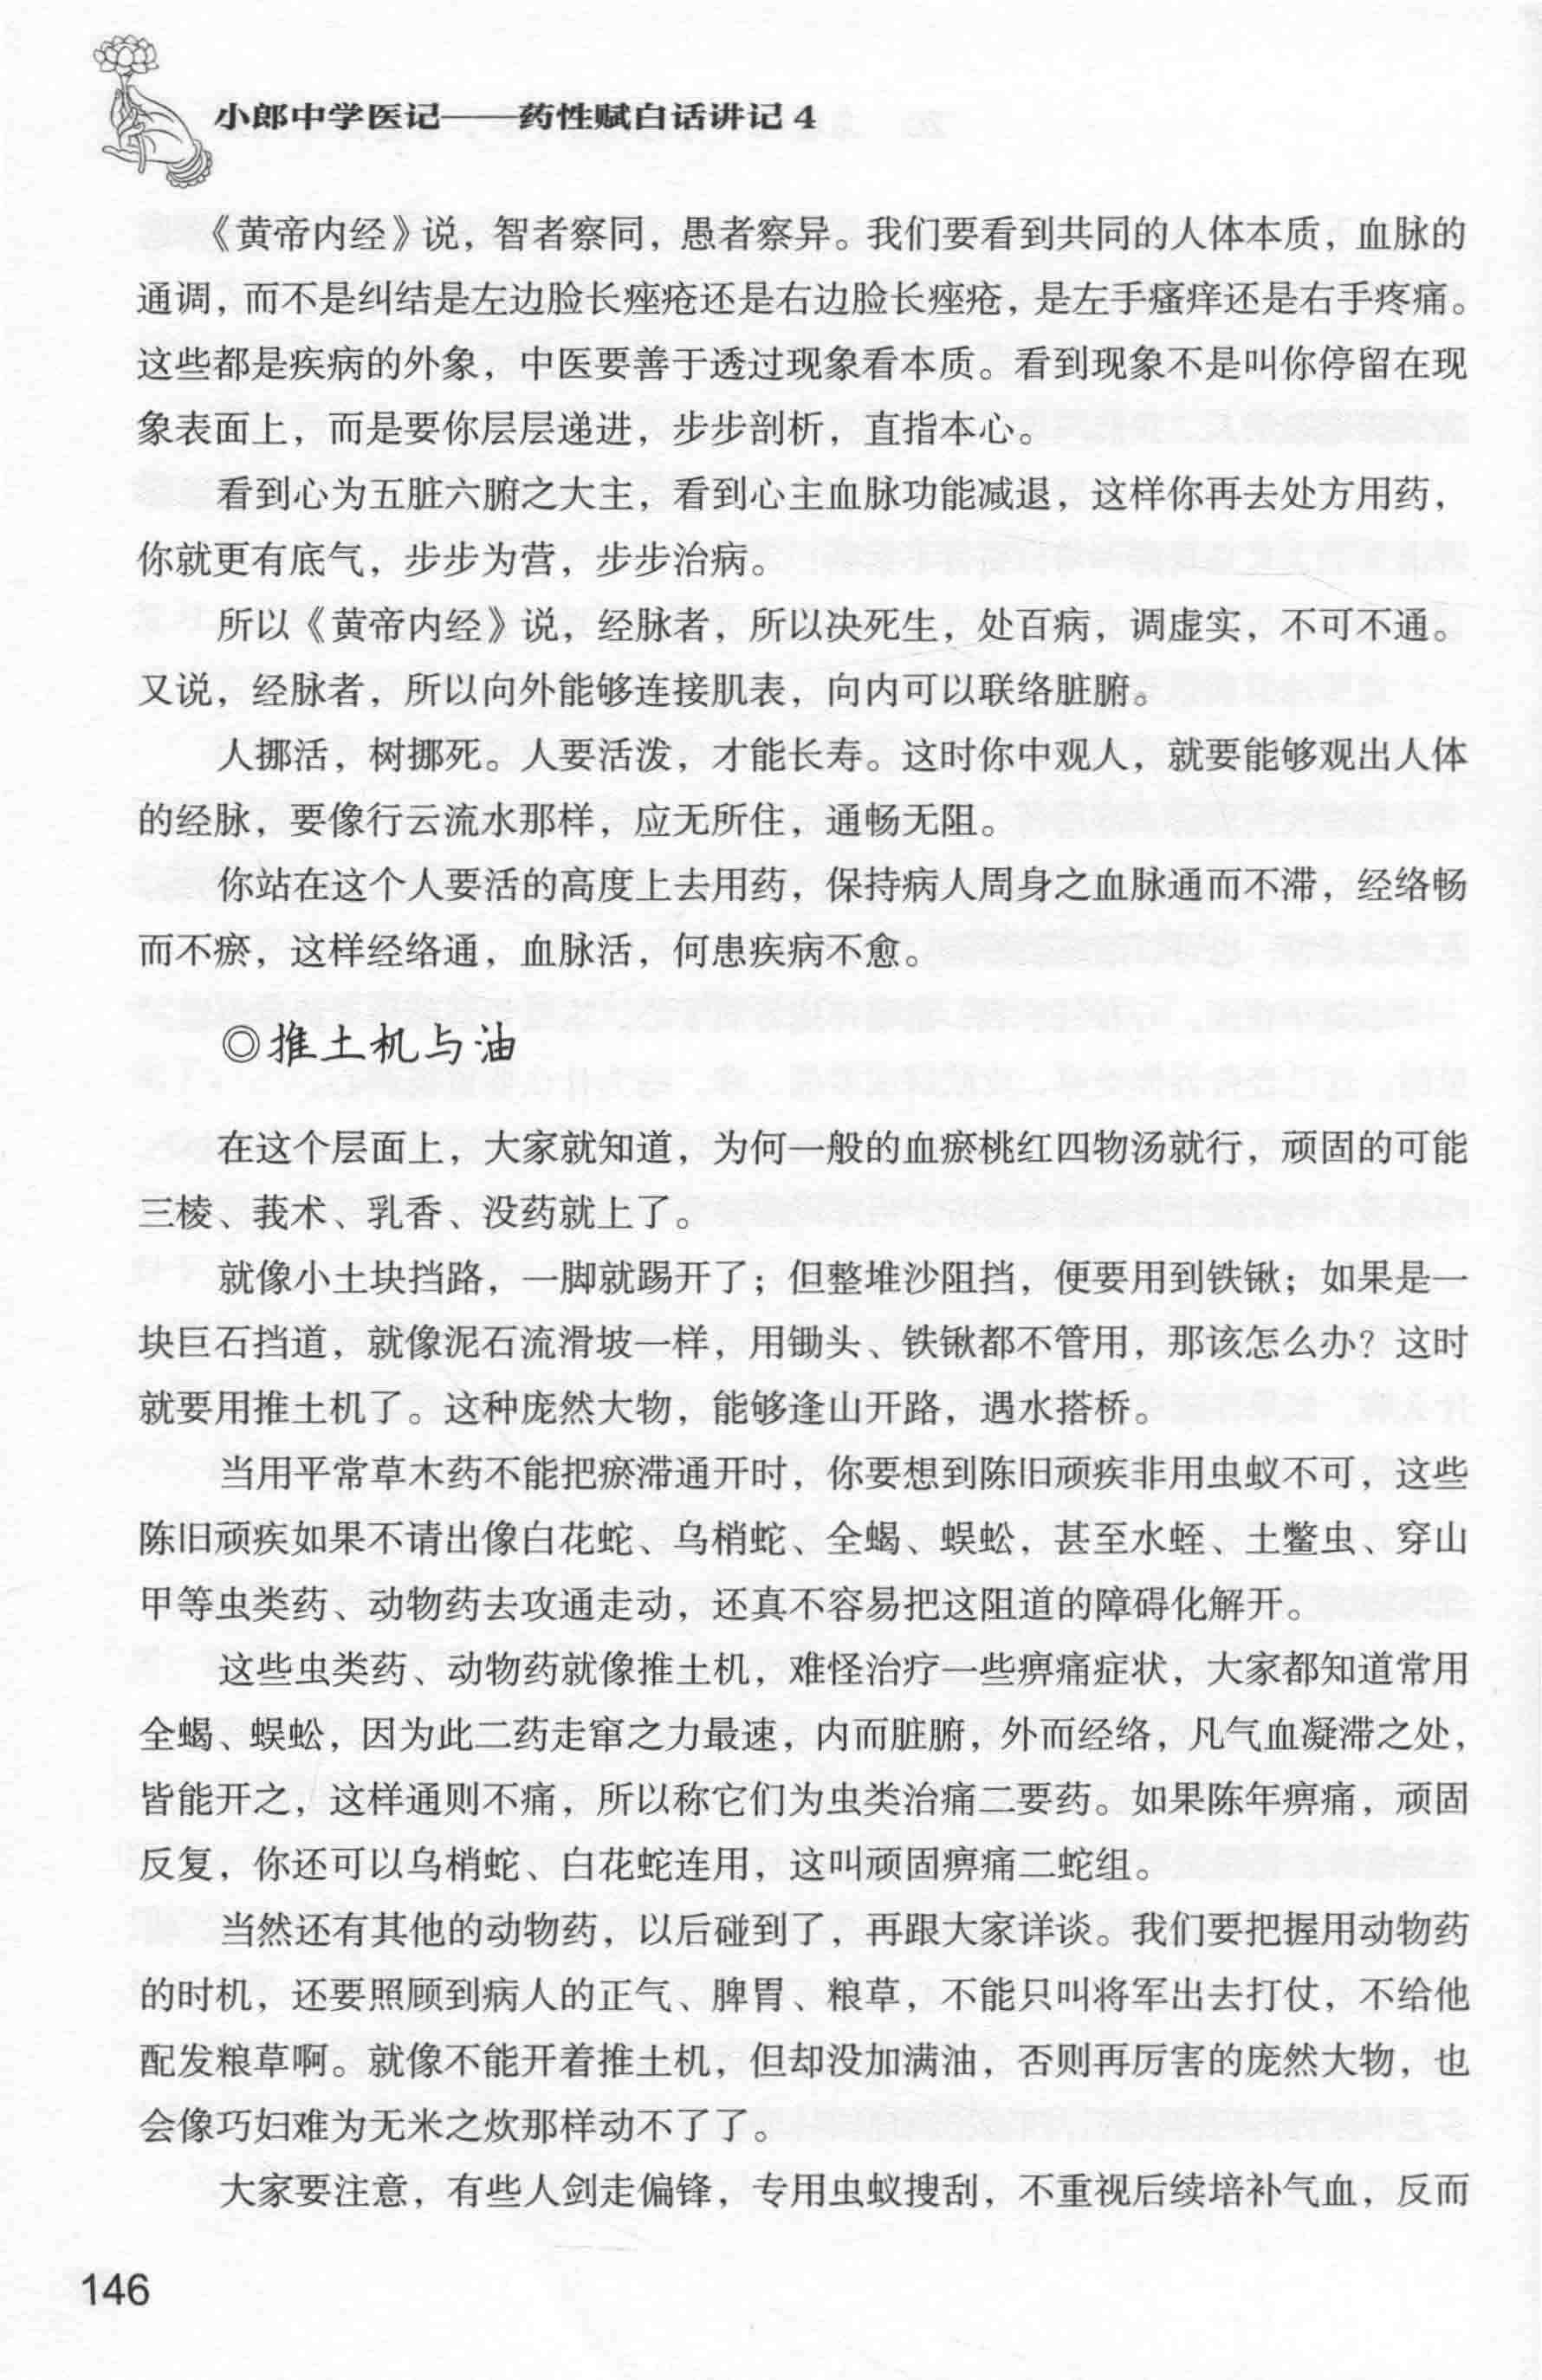 小郎中学医记——药性赋白话讲记4
《黄帝内经》说，智者察同，愚者察异。我们要看到共同的人体本质，血脉的
通调，而不是纠结是左边脸长痤疮还是右边脸长痤疮，是左手瘙痒还是右手疼痛。
这些都是疾病的外象，中医要善于透过现象看本质。看到现象不是叫你停留在现
象表面上，而是要你层层递进，步步剖析，直指本心。
看到心为五脏六腑之大主，看到心主血脉功能减退，这样你再去处方用药，
你就更有底气，步步为营，步步治病。
所以《黄帝内经》说，经脉者，所以决死生，处百病，调虚实，不可不通。
又说，经脉者，所以向外能够连接肌表，向内可以联络脏腑。
人挪活，树挪死。人要活泼，才能长寿。这时你中观人，就要能够观出人体
的经脉，要像行云流水那样，应无所住，通畅无阻。
你站在这个人要活的高度上去用药，保持病人周身之血脉通而不滞，经络畅
而不瘀，这样经络通，血脉活，何患疾病不愈。
◎推土机与油
在这个层面上，大家就知道，为何一般的血瘀桃红四物汤就行，顽固的可能
三棱、莪术、乳香、没药就上了。
就像小土块挡路，一脚就踢开了；但整堆沙阻挡，便要用到铁锹；如果是一
块巨石挡道，就像泥石流滑坡一样，用锄头、铁锹都不管用，那该怎么办？这时
就要用推土机了。这种庞然大物，能够逢山开路，遇水搭桥。
当用平常草木药不能把瘀滞通开时，你要想到陈旧顽疾非用虫蚁不可，这些
陈旧顽疾如果不请出像白花蛇、乌梢蛇、全蝎、蜈蚣，甚至水蛭、土鳖虫、穿山
甲等虫类药、动物药去攻通走动，还真不容易把这阻道的障碍化解开。
这些虫类药、动物药就像推土机，难怪治疗一些痹痛症状，大家都知道常用
全蝎、蜈蚣，因为此二药走窜之力最速，内而脏腑，外而经络，凡气血凝滞之处，
皆能开之，这样通则不痛，所以称它们为虫类治痛二要药。如果陈年痹痛，顽固
反复，你还可以乌梢蛇、白花蛇连用，这叫顽固痹痛二蛇组。
当然还有其他的动物药，以后碰到了，再跟大家详谈。我们要把握用动物药
的时机，还要照顾到病人的正气、脾胃、粮草，不能只叫将军出去打仗，不给他
配发粮草啊。就像不能开着推土机，但却没加满油，否则再厉害的庞然大物，也
会像巧妇难为无米之炊那样动不了了。
大家要注意，有些人剑走偏锋，专用虫蚁搜刮，不重视后续培补气血，反而
146